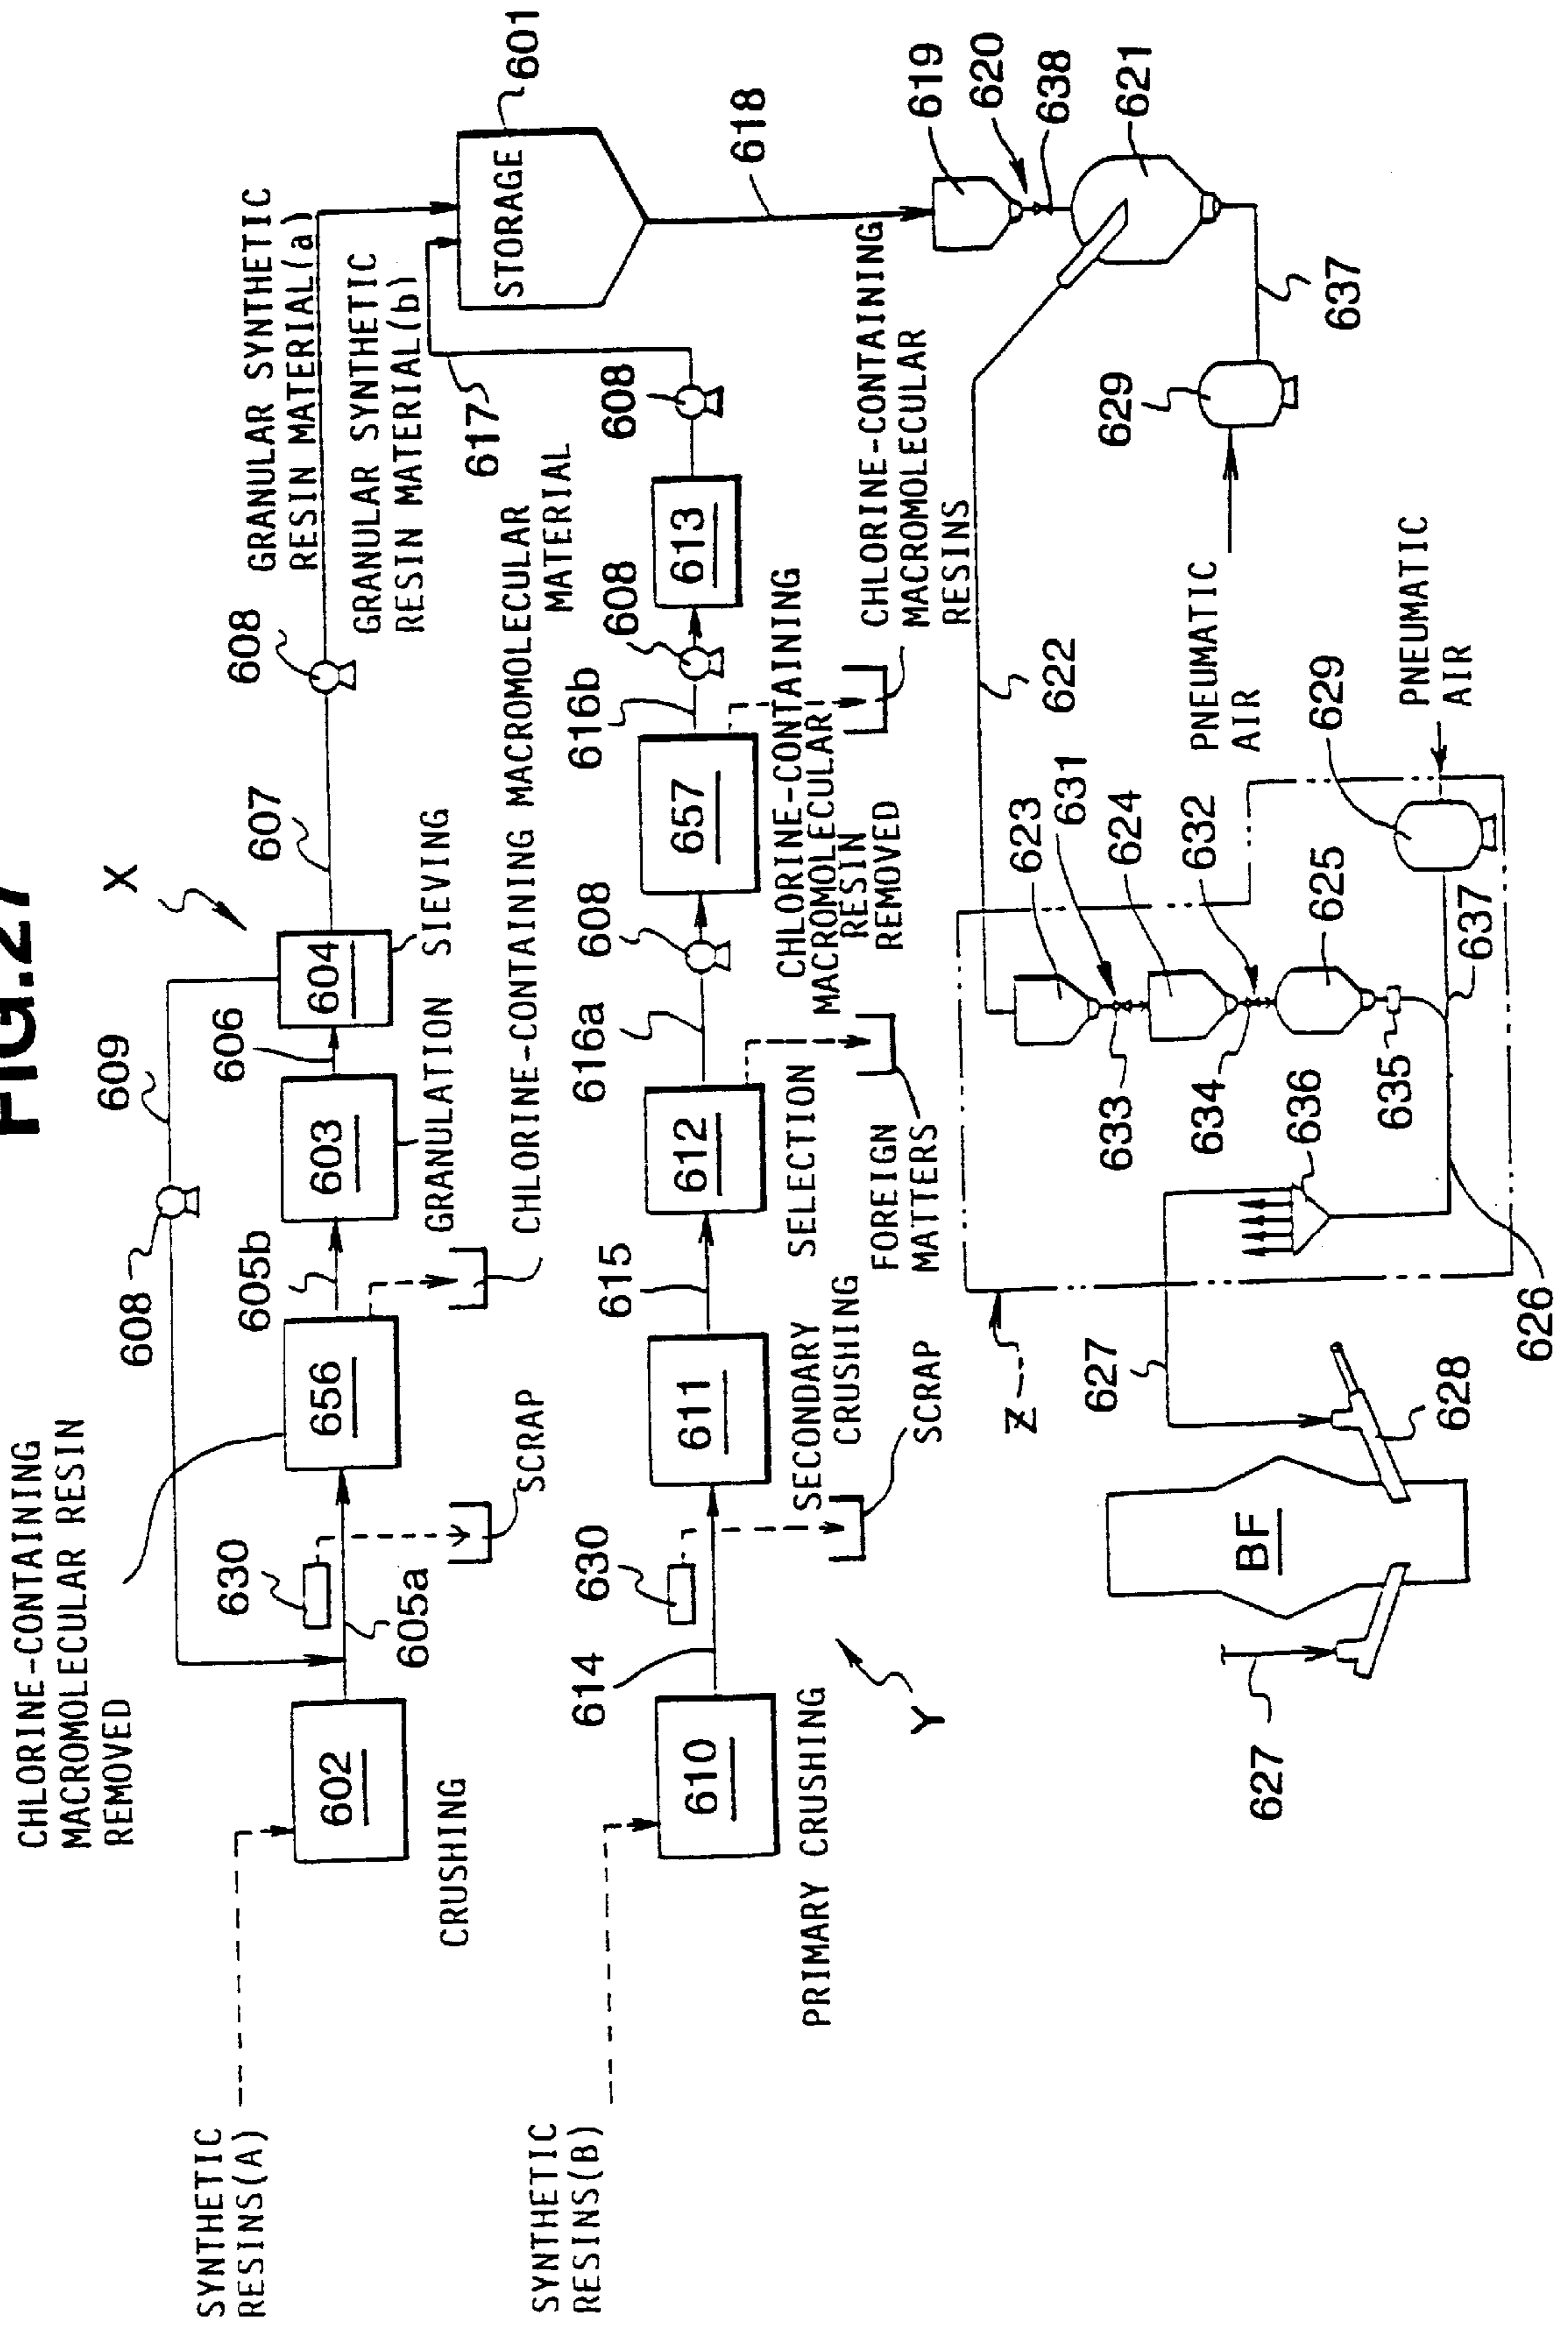 FIG.27
CHLORINE-CONTAINING
MACROMOLECULAR RESIN
REMOVED
SYNTHETIC
RESINS(A)
602
CRUSHING
605a
630
SCRAP
656
605b
CHLORINE-CONTAINING MACROMOLECULAR
MATERIAL
603
GRANULATION
606
604
SIEVING
607
608
609
608
X
GRANULAR SYNTHETIC
RESIN MATERIAL(a)
GRANULAR SYNTHETIC
RESIN MATERIAL(b)
617
STORAGE
601
SYNTHETIC
RESINS(B)
610
PRIMARY CRUSHING
614
630
SCRAP
611
SECONDARY
CRUSHING
615
612
SELECTION
FOREIGN
MATTERS
616a
608
657
CHLORINE-CONTAINING
MACROMOLECULAR
RESIN
REMOVED
616b
608
CHLORINE-CONTAINING
MACROMOLECULAR
RESINS
613
608
Y
618
619
620
638
621
637
629
PNEUMATIC
AIR
622
623
631
624
632
625
633
634
635
636
637
629
PNEUMATIC
AIR
626
Z
627
628
BF
627